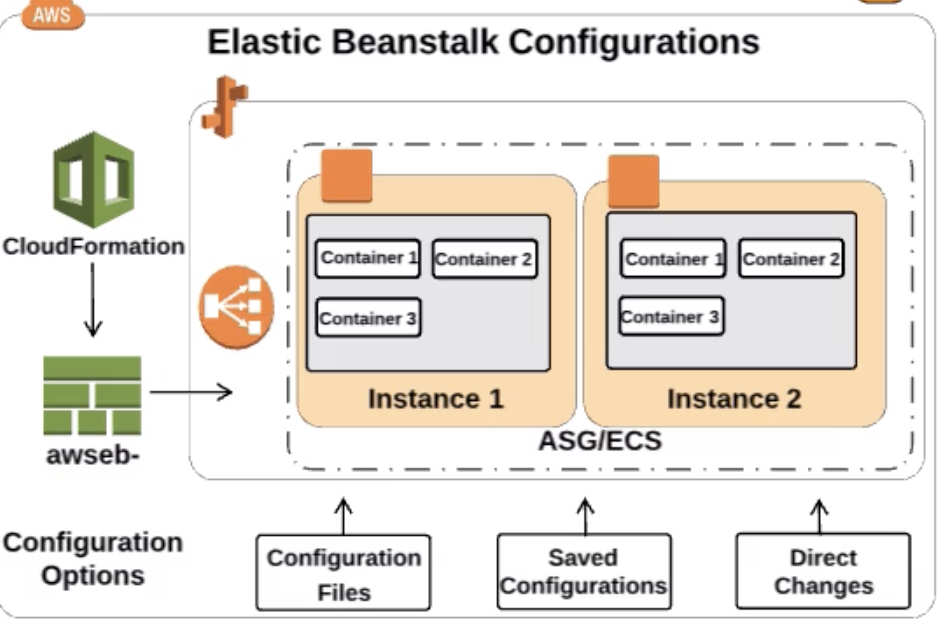 AWS
Elastic Beanstalk Configurations
CloudFormation
Container 1
Container 2
Container 3
Instance 1
Container 1
Container 2
Container 3
Instance 2
ASG/ECS
awseb-
Configuration
Options
Configuration
Files
Saved
Configurations
Direct
Changes